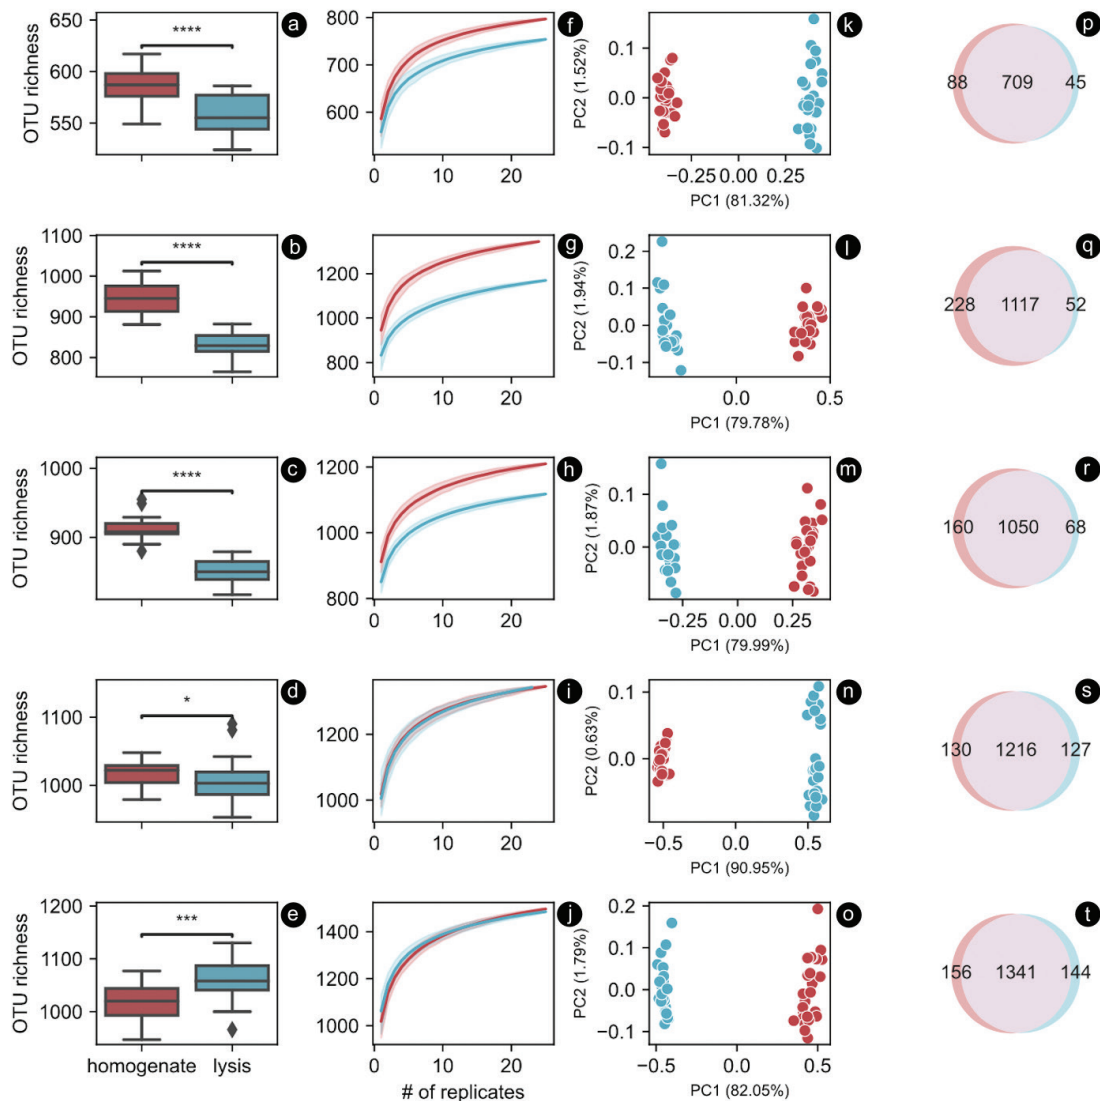 650
600
550
OTU richness
****
a
800
700
600
0 10 20
f
0.1
0.0
−0.1
PC2 (1.52%)
−0.25 0.00 0.25
PC1 (81.32%)
k
88 709 45
p
1100
1000
900
800
OTU richness
****
b
1200
1000
800
0 10 20
g
0.2
0.1
0.0
−0.1
PC2 (1.94%)
0.0 0.5
PC1 (79.78%)
l
228 1117 52
q
1000
900
OTU richness
****
c
1200
1000
800
0 10 20
h
0.1
0.0
PC2 (1.87%)
−0.25 0.00 0.25
PC1 (79.99%)
m
160 1050 68
r
1100
1000
OTU richness
*
d
1200
1000
0 10 20
i
0.1
0.0
PC2 (0.63%)
−0.5 0.0 0.5
PC1 (90.95%)
n
130 1216 127
s
1200
1100
1000
OTU richness
***
e
homogenate lysis
1400
1200
1000
0 10 20
# of replicates
j
0.2
0.1
0.0
−0.1
PC2 (1.79%)
−0.5 0.0 0.5
PC1 (82.05%)
o
156 1341 144
t